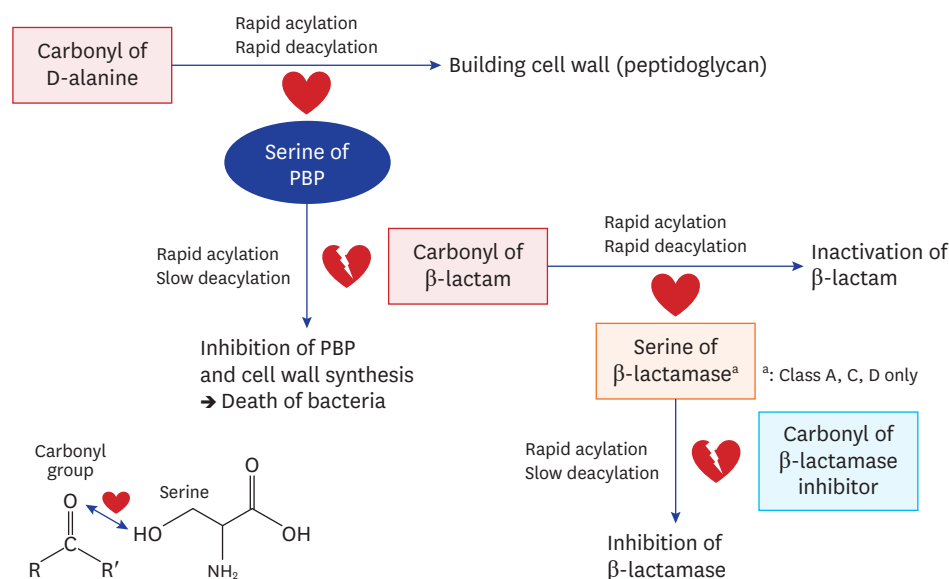 Rapid acylation
Rapid deacylation
Carbonyl of
D-alanine
Building cell wall (peptidoglycan)
Serine of
PBP
Rapid acylation
Slow deacylation
Carbonyl of
β-lactam
Rapid acylation
Rapid deacylation
Inactivation of
β-lactam
Inhibition of PBP
and cell wall synthesis
➔ Death of bacteria
Serine of
β-lactamaseᵃ
ᵃ: Class A, C, D only
Rapid acylation
Slow deacylation
Carbonyl of
β-lactamase
inhibitor
Inhibition of
β-lactamase
Carbonyl
group
O
C
R R′
Serine
O
HO
OH
NH₂